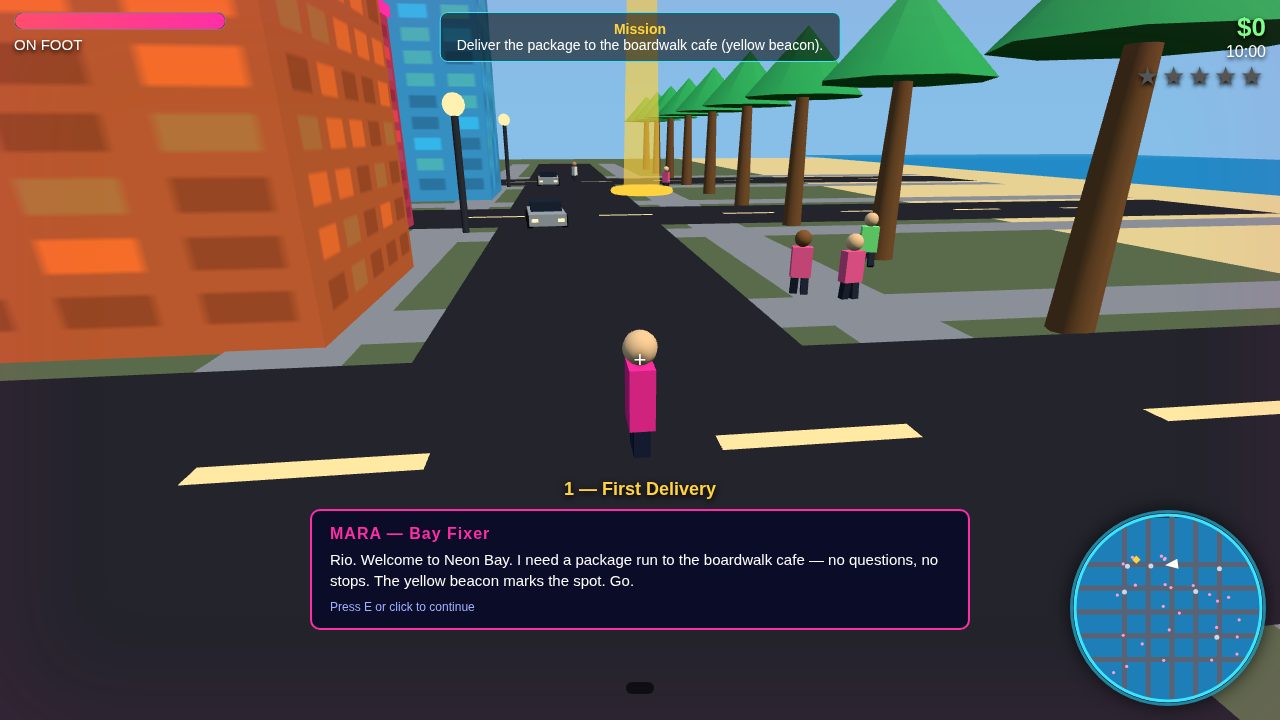 ON FOOT
Mission
Deliver the package to the boardwalk cafe (yellow beacon).
$0
10:00
1 — First Delivery
MARA — Bay Fixer
Rio. Welcome to Neon Bay. I need a package run to the boardwalk cafe — no questions, no
stops. The yellow beacon marks the spot. Go.
Press E or click to continue